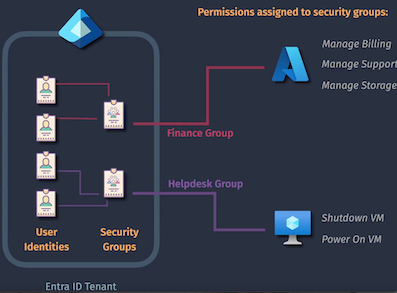 Permissions assigned to security groups:
Manage Billing
Manage Support
Manage Storage
Finance Group
Helpdesk Group
User
Identities
Security
Groups
Shutdown VM
Power On VM
Entra ID Tenant